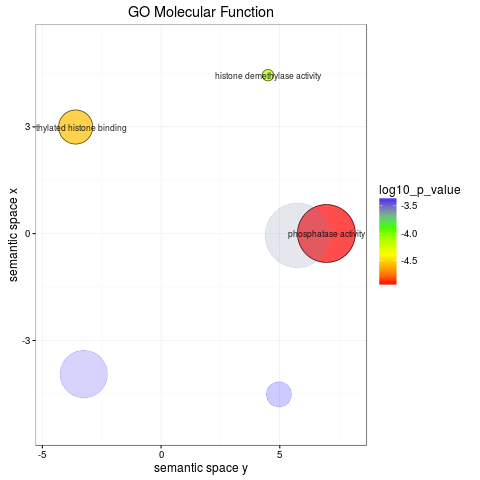 GO Molecular Function
histone demethylase activity
thylated histone binding
phosphatase activity
3
0
-3
-5
0
5
semantic space y
semantic space x
log10_p_value
-3.5
-4.0
-4.5